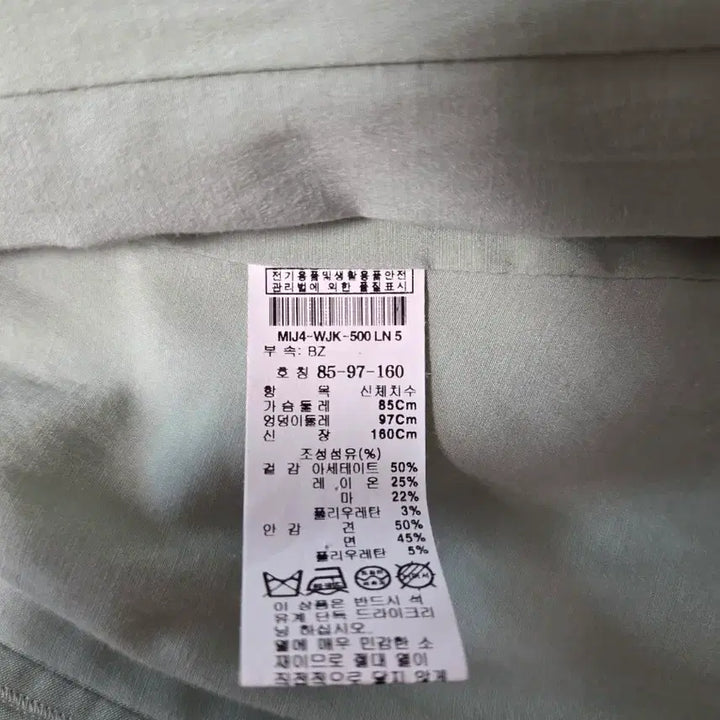 전기용품및생활용품안전
관리법에 의한 품질표시
MIJ4-WJK-500 LN 5
부 속: BZ
호 칭 85-97-160
항 목 신체치수
가슴둘레 85Cm
엉덩이둘레 97Cm
신 장 160Cm
조성섬유(%)
겉 감 아세테이트 50%
레 이 온 25%
마 22%
폴리우레탄 3%
안 감 견 50%
면 45%
폴리우레탄 5%
드라이
석유계
이 상품은 반드시 석
유계 단독 드라이크리
닝 하십시오
열에 매우 민감한 소
재이므로 절대 열이
직접적으로 닿지 않게